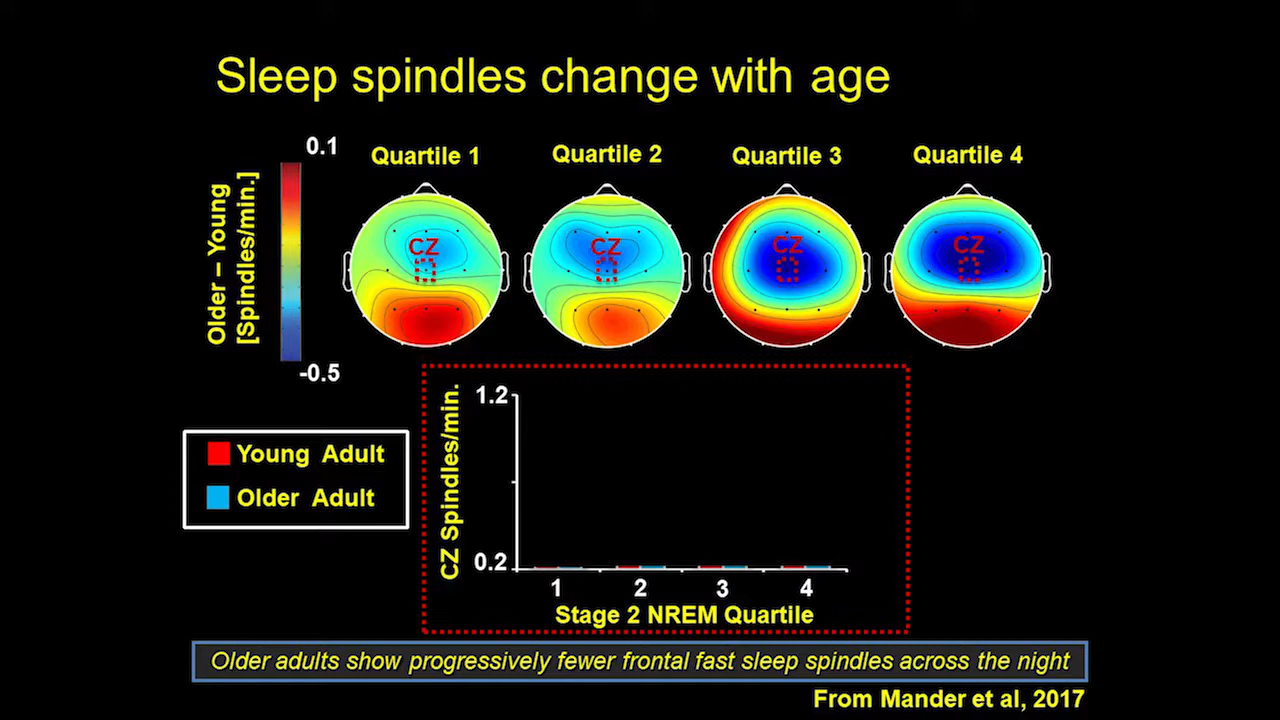 Sleep spindles change with age
0.1
Quartile 1
Quartile 2
Quartile 3
Quartile 4
Older – Young
[Spindles/min.]
CZ
CZ
CZ
CZ
-0.5
Young Adult
Older Adult
CZ Spindles/min.
1.2
0.2
1 2 3 4
Stage 2 NREM Quartile
Older adults show progressively fewer frontal fast sleep spindles across the night
From Mander et al, 2017